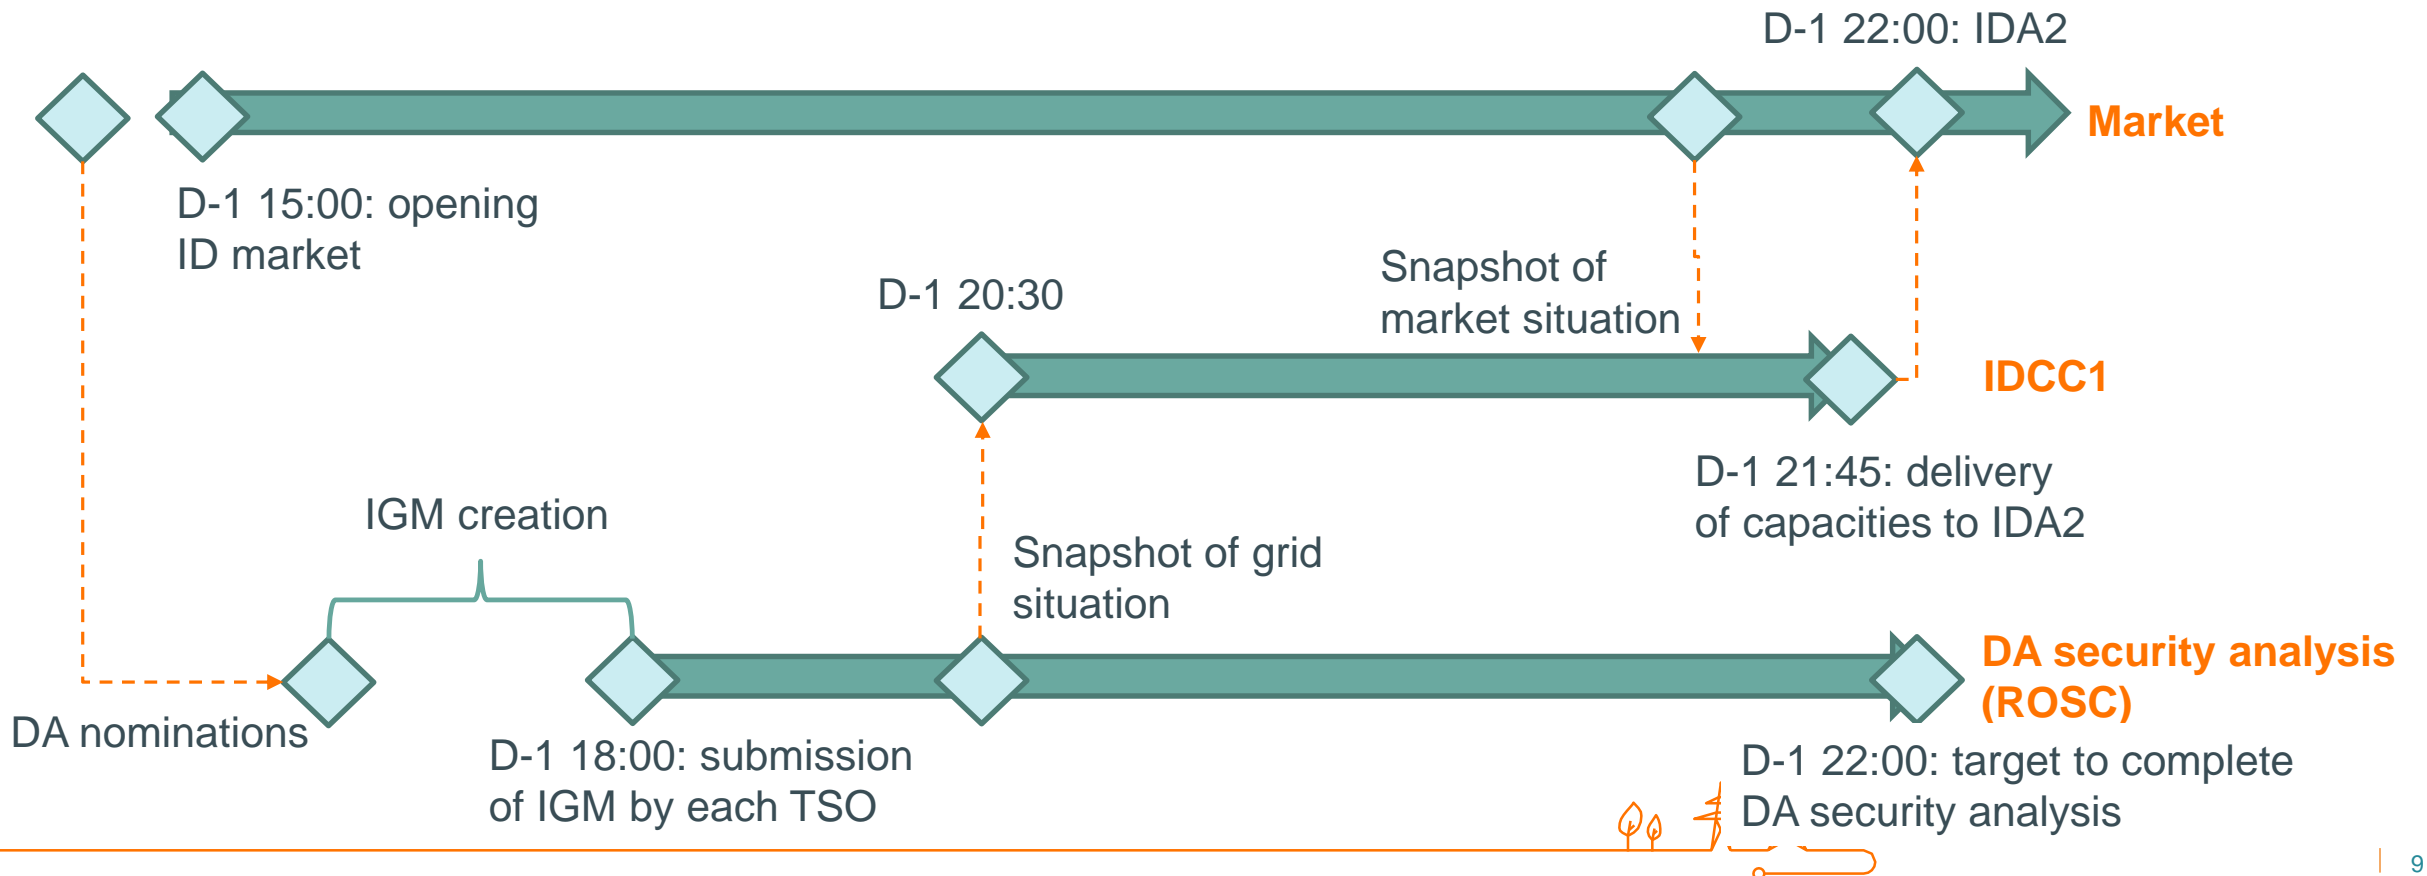 D-1 22:00: IDA2
Market
D-1 15:00: opening
ID market
Snapshot of
market situation
D-1 20:30
IDCC1
D-1 21:45: delivery
of capacities to IDA2
IGM creation
Snapshot of grid
situation
DA security analysis
(ROSC)
DA nominations
D-1 18:00: submission
of IGM by each TSO
D-1 22:00: target to complete
DA security analysis
9